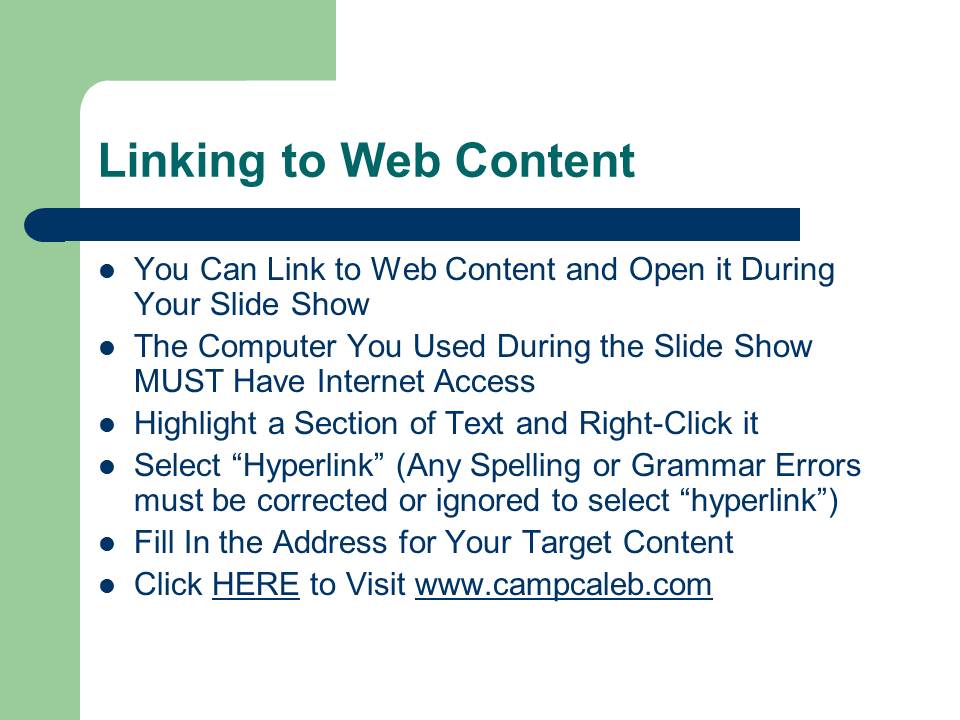 Linking to Web Content
● You Can Link to Web Content and Open it During
Your Slide Show
● The Computer You Used During the Slide Show
MUST Have Internet Access
● Highlight a Section of Text and Right-Click it
● Select “Hyperlink” (Any Spelling or Grammar Errors
must be corrected or ignored to select “hyperlink”)
● Fill In the Address for Your Target Content
● Click HERE to Visit www.campcaleb.com